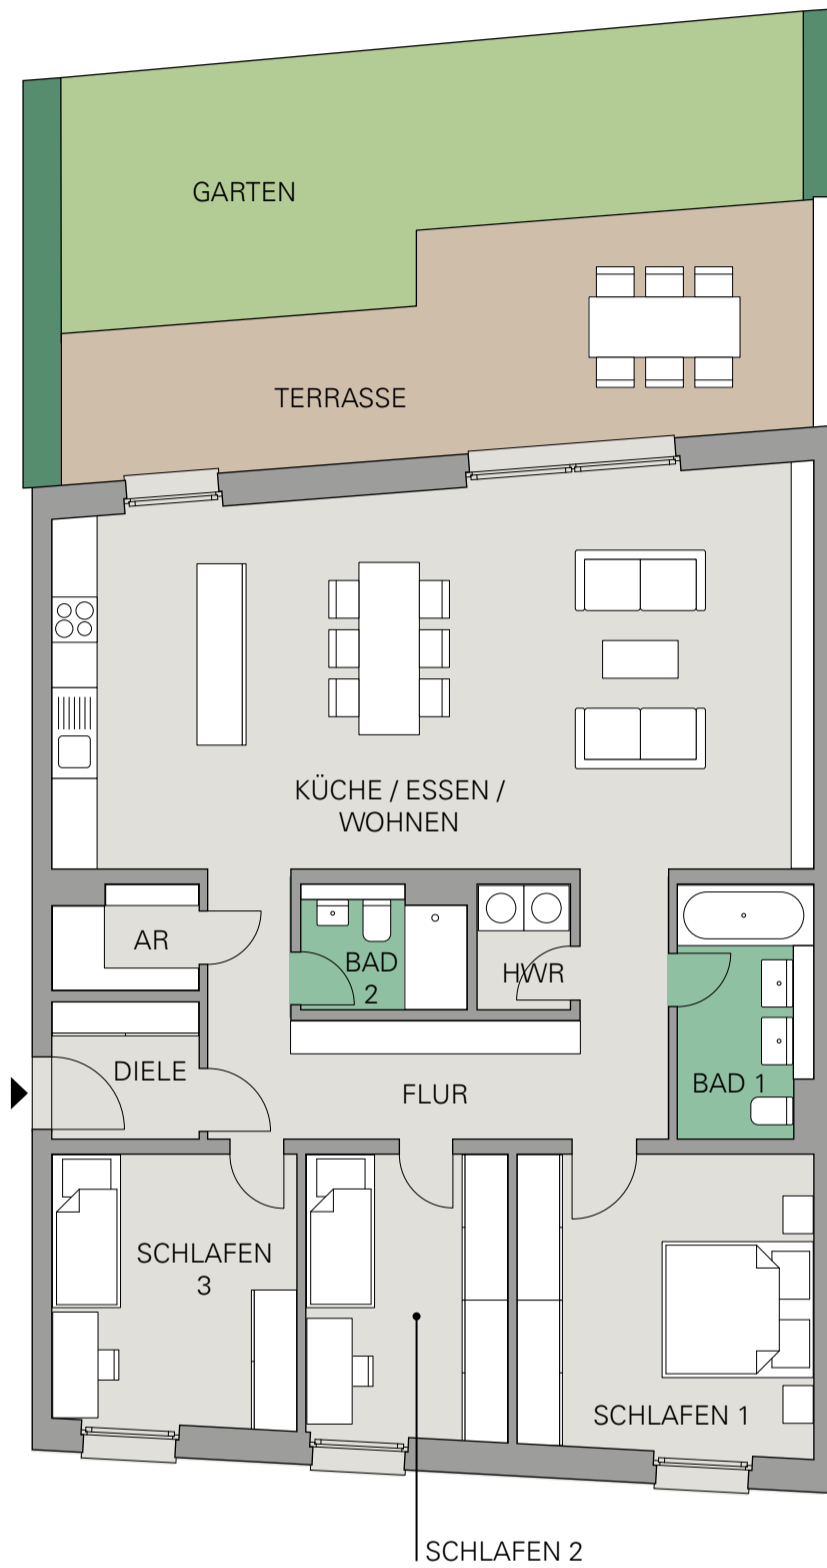 GARTEN
TERRASSE
KÜCHE / ESSEN /
WOHNEN
AR
BAD
2
HWR
DIELE
FLUR
BAD 1
SCHLAFEN
3
SCHLAFEN 1
SCHLAFEN 2